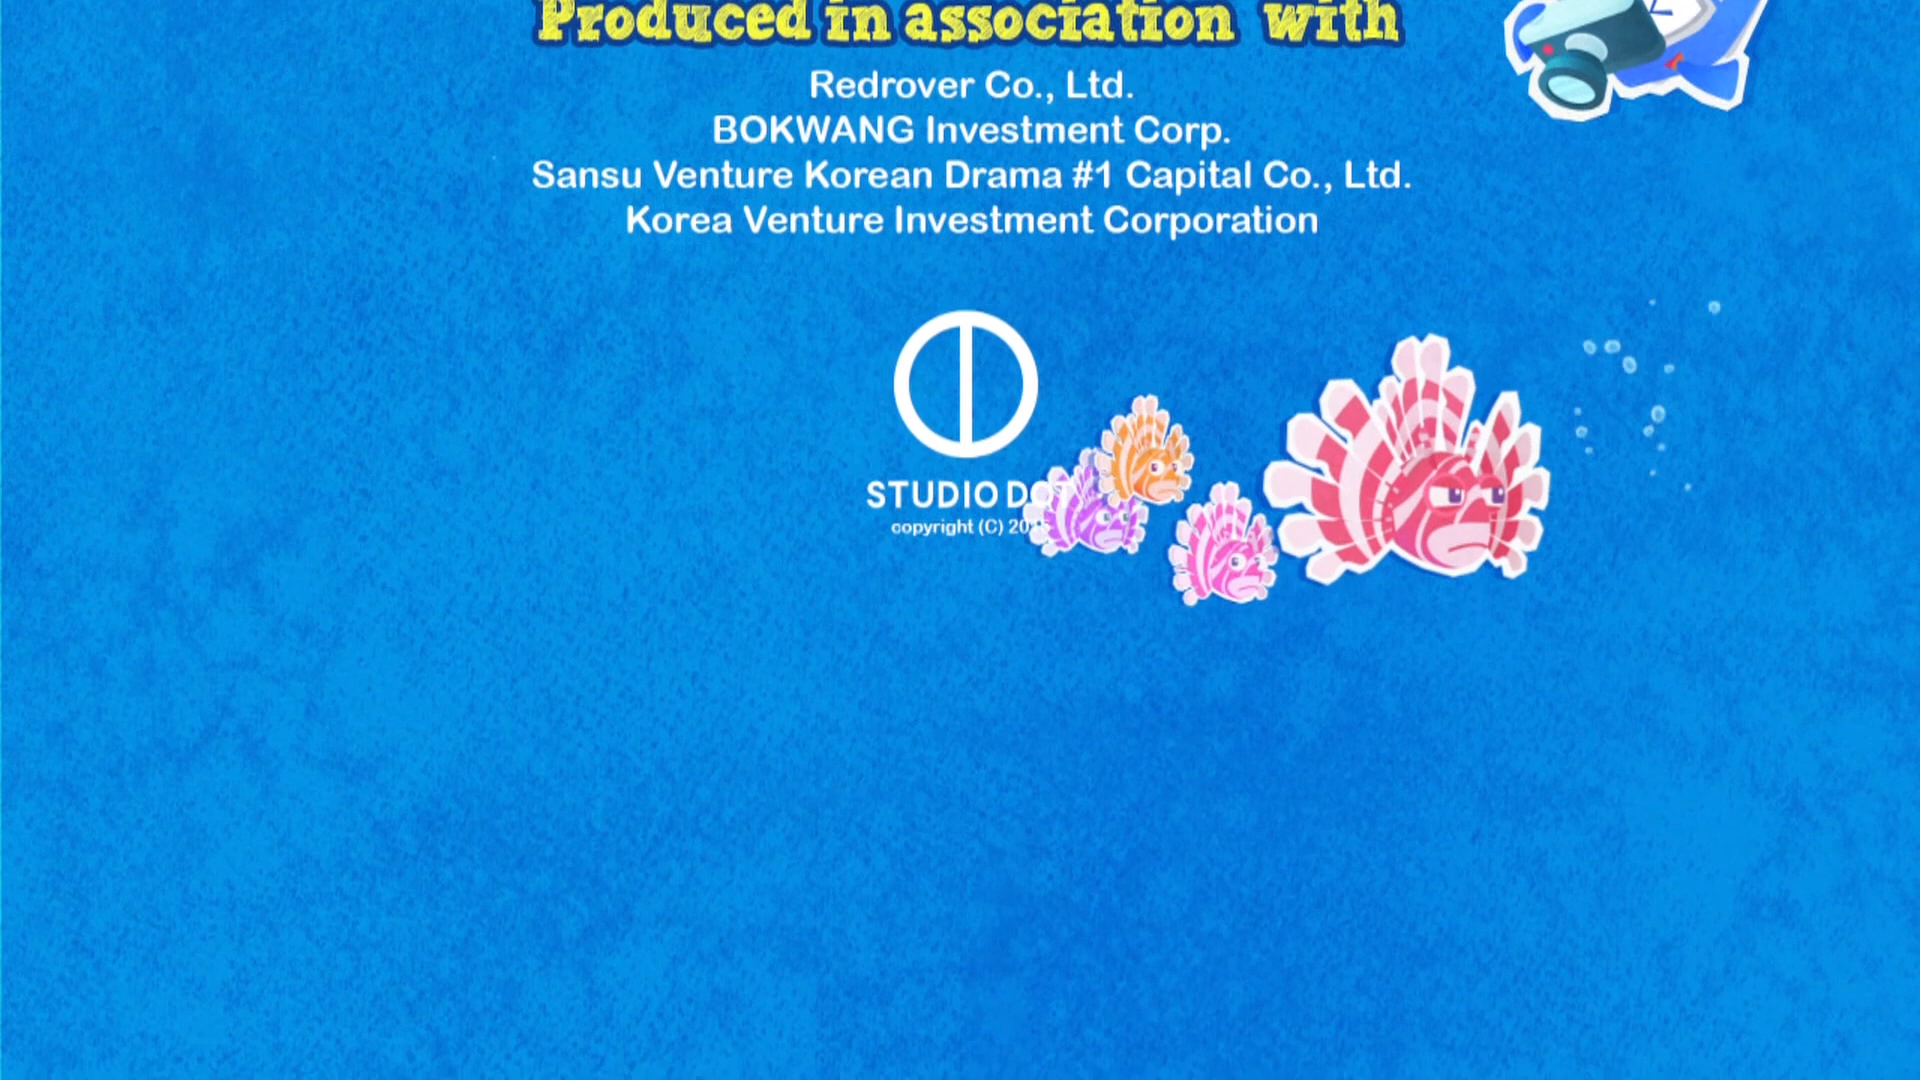 Produced in association with
Redrover Co., Ltd.
BOKWANG Investment Corp.
Sansu Venture Korean Drama #1 Capital Co., Ltd.
Korea Venture Investment Corporation
STUDIO DOT
copyright (C)